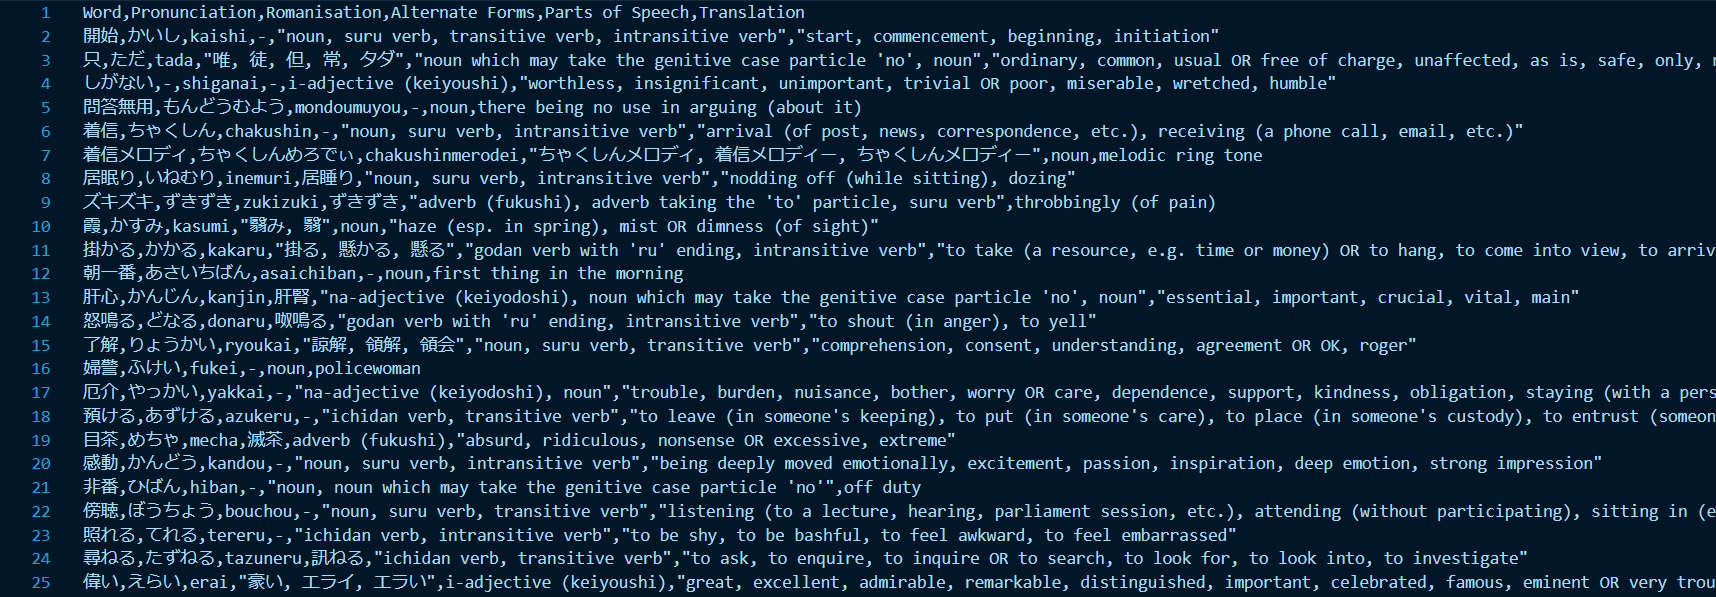 1 Word,Pronunciation,Romanisation,Alternate Forms,Parts of Speech,Translation
2 開始,かいし,kaishi,-,"noun, suru verb, transitive verb, intransitive verb","start, commencement, beginning, initiation"
3 只,ただ,tada,"唯, 徒, 但, 常, タダ","noun which may take the genitive case particle 'no', noun","ordinary, common, usual OR free of charge, unaffected, as is, safe, only,
4 しがない,-,shiganai,-,i-adjective (keiyoushi),"worthless, insignificant, unimportant, trivial OR poor, miserable, wretched, humble"
5 問答無用,もんどうむよう,mondoumuyou,-,noun,there being no use in arguing (about it)
6 着信,ちゃくしん,chakushin,-,"noun, suru verb, intransitive verb","arrival (of post, news, correspondence, etc.), receiving (a phone call, email, etc.)"
7 着信メロディ,ちゃくしんめろでぃ,chakushinmerodei,"ちゃくしんメロディ, 着信メロディー, ちゃくしんメロディー",noun,melodic ring tone
8 居眠り,いねむり,inemuri,居睡り,"noun, suru verb, intransitive verb","nodding off (while sitting), dozing"
9 ズキズキ,ずきずき,zukizuki,ずきずき,"adverb (fukushi), adverb taking the 'to' particle, suru verb",throbbingly (of pain)
10 霞,かすみ,kasumi,"翳み, 翳",noun,"haze (esp. in spring), mist OR dimness (of sight)"
11 掛かる,かかる,kakaru,"掛る, 懸かる, 懸る","godan verb with 'ru' ending, intransitive verb","to take (a resource, e.g. time or money) OR to hang, to come into view, to arriv
12 朝一番,あさいちばん,asaichiban,-,noun,first thing in the morning
13 肝心,かんじん,kanjin,肝腎,"na-adjective (keiyodoshi), noun which may take the genitive case particle 'no', noun","essential, important, crucial, vital, main"
14 怒鳴る,どなる,donaru,呶鳴る,"godan verb with 'ru' ending, intransitive verb","to shout (in anger), to yell"
15 了解,りょうかい,ryoukai,"諒解, 領解, 領会","noun, suru verb, transitive verb","comprehension, consent, understanding, agreement OR OK, roger"
16 婦警,ふけい,fukei,-,noun,policewoman
17 厄介,やっかい,yakkai,-,"na-adjective (keiyodoshi), noun","trouble, burden, nuisance, bother, worry OR care, dependence, support, kindness, obligation, staying (with a pers
18 預ける,あずける,azukeru,-,"ichidan verb, transitive verb","to leave (in someone's keeping), to put (in someone's care), to place (in someone's custody), to entrust (someon
19 目茶,めちゃ,mecha,滅茶,adverb (fukushi),"absurd, ridiculous, nonsense OR excessive, extreme"
20 感動,かんどう,kandou,-,"noun, suru verb, intransitive verb","being deeply moved emotionally, excitement, passion, inspiration, deep emotion, strong impression"
21 非番,ひばん,hiban,-,"noun, noun which may take the genitive case particle 'no'",off duty
22 傍聴,ぼうちょう,bouchou,-,"noun, suru verb, transitive verb","listening (to a lecture, hearing, parliament session, etc.), attending (without participating), sitting in (e
23 照れる,てれる,tereru,-,"ichidan verb, intransitive verb","to be shy, to be bashful, to feel awkward, to feel embarrassed"
24 尋ねる,たずねる,tazuneru,訊ねる,"ichidan verb, transitive verb","to ask, to enquire, to inquire OR to search, to look for, to look into, to investigate"
25 偉い,えらい,erai,"豪い, エライ, エラい",i-adjective (keiyoushi),"great, excellent, admirable, remarkable, distinguished, important, celebrated, famous, eminent OR very trou